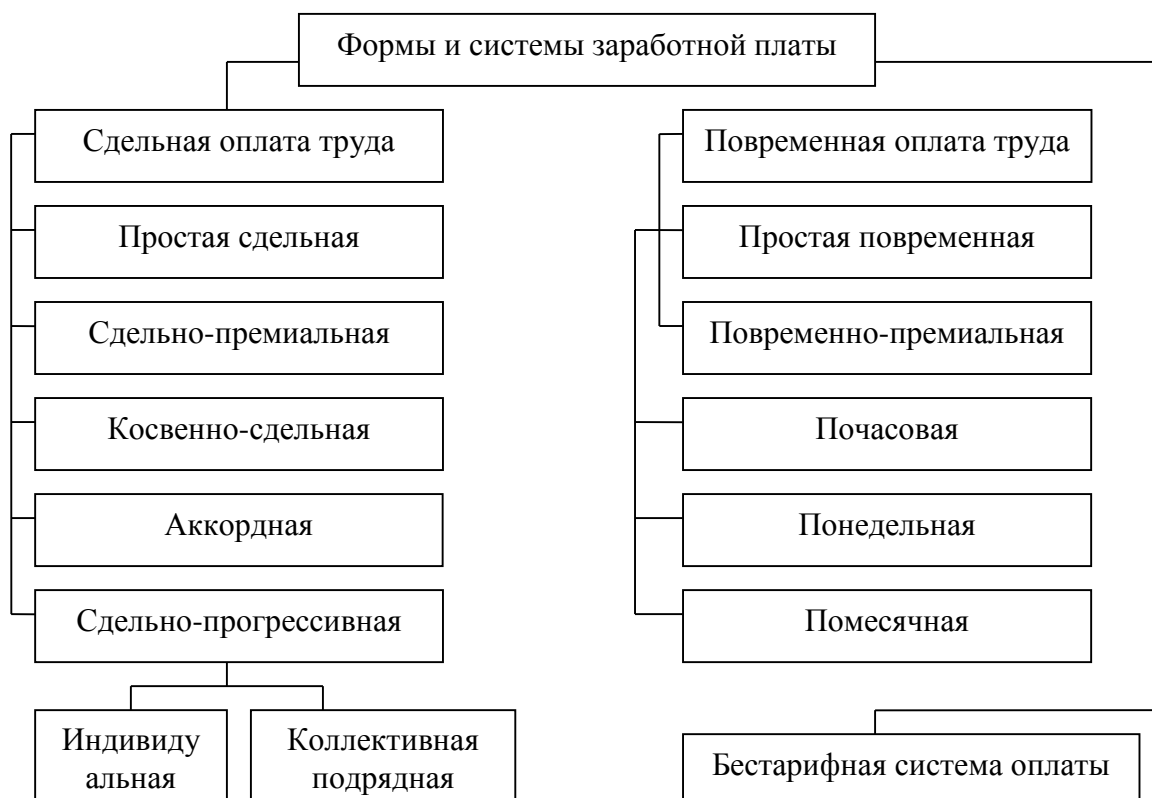 Формы и системы заработной платы
Сдельная оплата труда
Простая сдельная
Сдельно-премиальная
Косвенно-сдельная
Аккордная
Сдельно-прогрессивная
Индивиду
альная
Коллективная
подрядная
Повременная оплата труда
Простая повременная
Повременно-премиальная
Почасовая
Понедельная
Помесячная
Бестарифная система оплаты